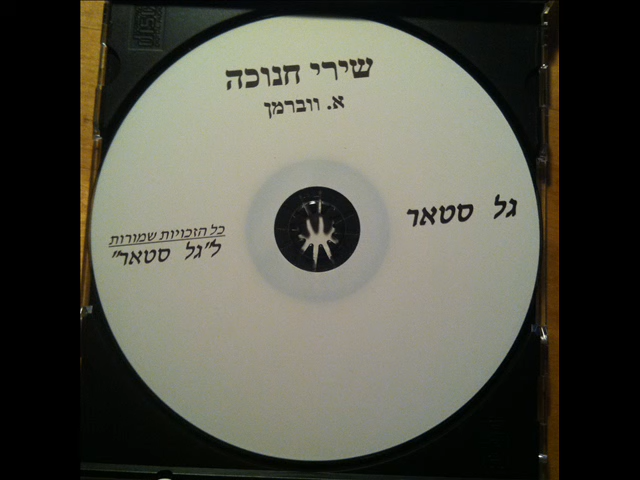 שירי חנוכה
א. ווברמן
גל סטאר
כל הזכויות שמורות
ל"גל סטאר"